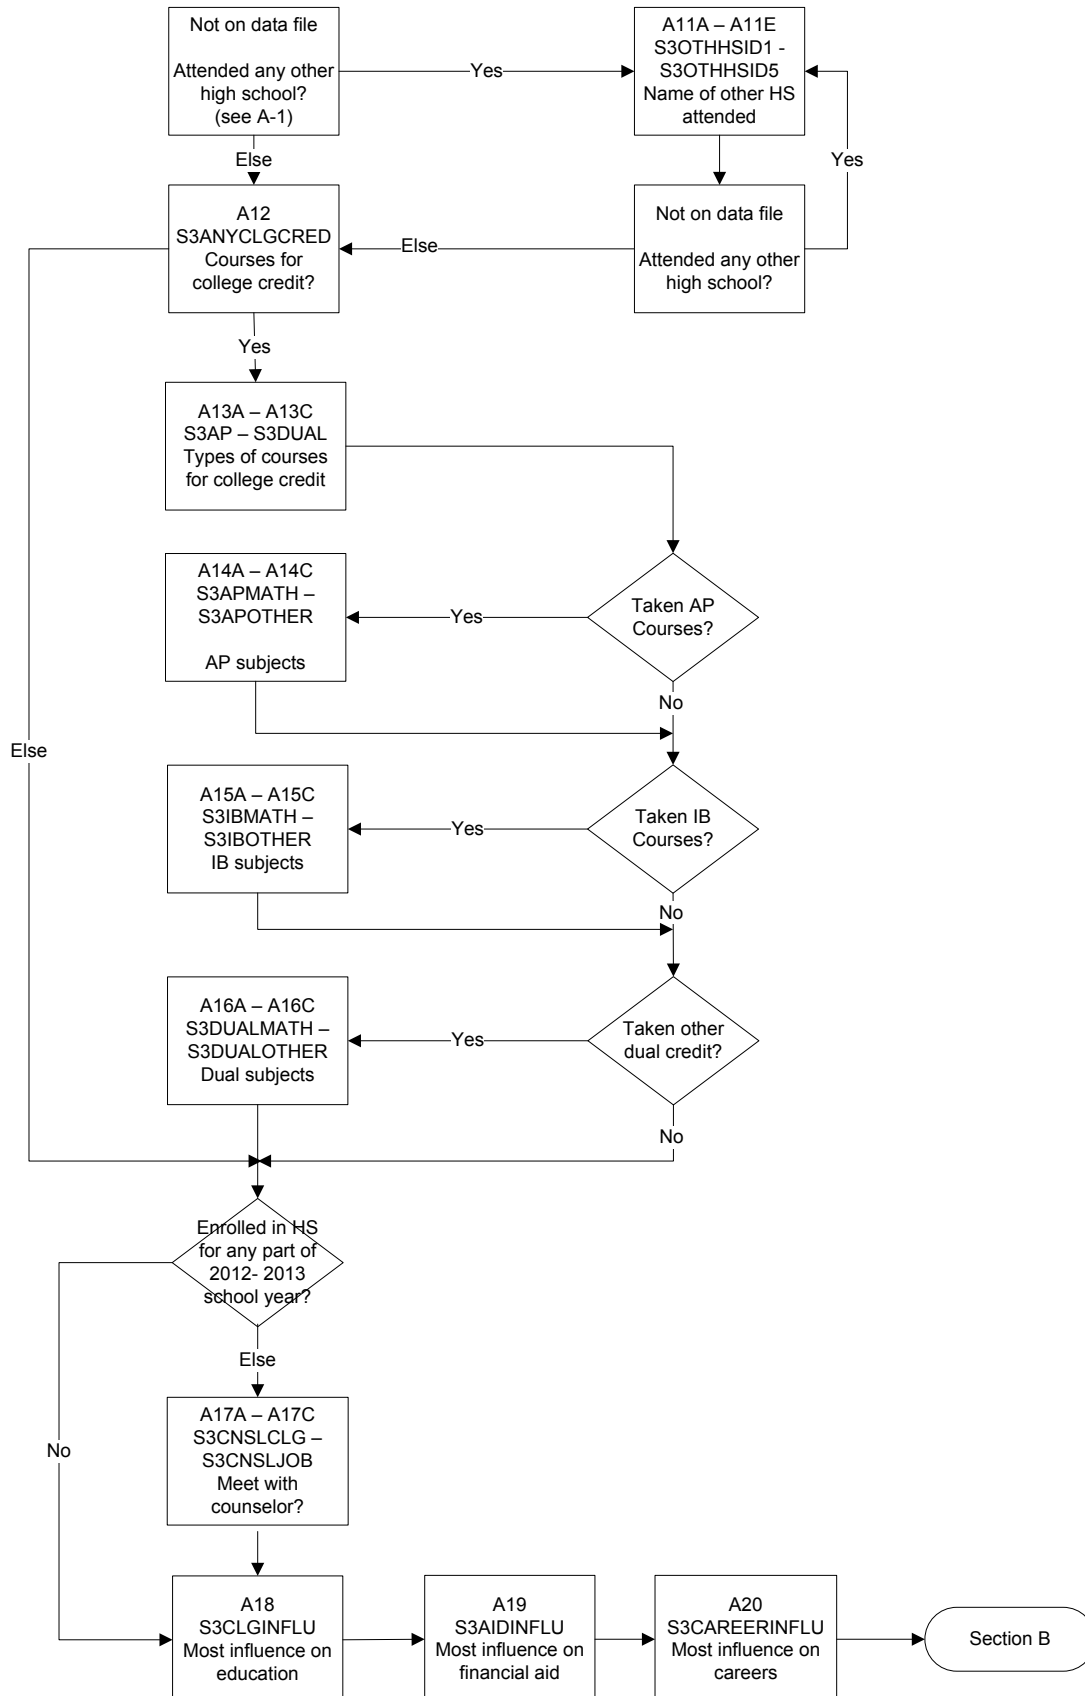 Not on data file
Attended any other
high school?
(see A-1)
Yes
A11A – A11E
S3OTHHSID1 -
S3OTHHSID5
Name of other HS
attended
Else
Yes
A12
S3ANYCLGCRED
Courses for
college credit?
Else
Not on data file
Attended any other
high school?
Yes
A13A – A13C
S3AP – S3DUAL
Types of courses
for college credit
A14A – A14C
S3APMATH –
S3APOTHER
AP subjects
Yes
Taken AP
Courses?
No
Else
A15A – A15C
S3IBMATH –
S3IBOTHER
IB subjects
Yes
Taken IB
Courses?
No
A16A – A16C
S3DUALMATH –
S3DUALOTHER
Dual subjects
Yes
Taken other
dual credit?
No
Enrolled in HS
for any part of
2012- 2013
school year?
Else
No
A17A – A17C
S3CNSLCLG –
S3CNSLJOB
Meet with
counselor?
A18
S3CLGINFLU
Most influence on
education
A19
S3AIDINFLU
Most influence on
financial aid
A20
S3CAREERINFLU
Most influence on
careers
Section B